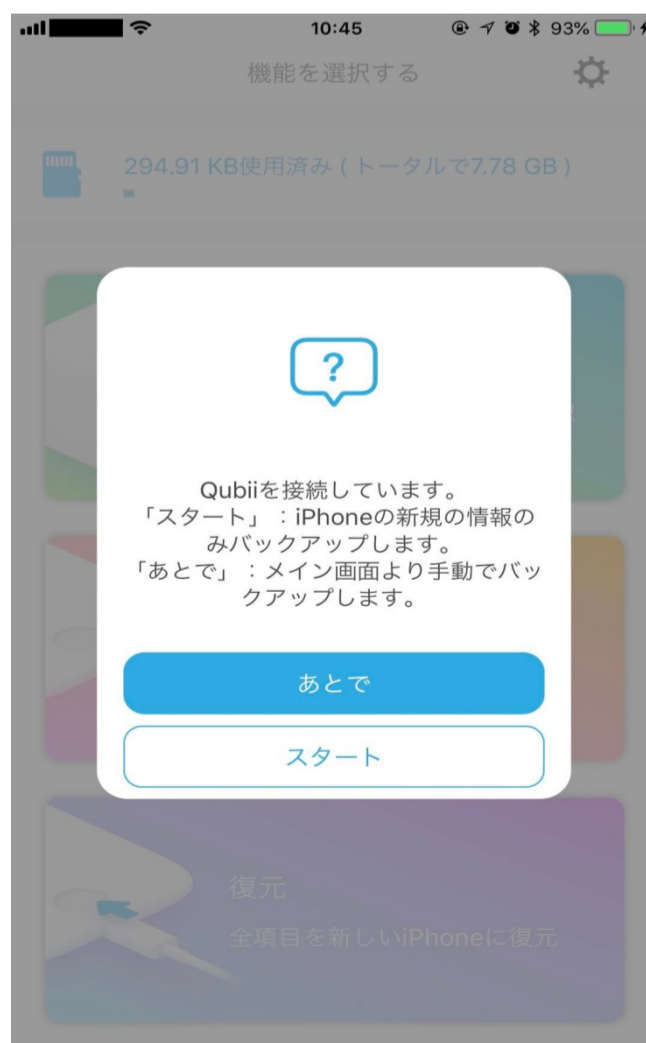 10:45
93%
機能を選択する
294.91 KB使用済み ( トータルで7.78 GB )
?
Qubiiを接続しています。
「スタート」：iPhoneの新規の情報の
みバックアップします。
「あとで」：メイン画面より手動でバッ
クアップします。
あとで
スタート
復元
全項目を新しいiPhoneに復元